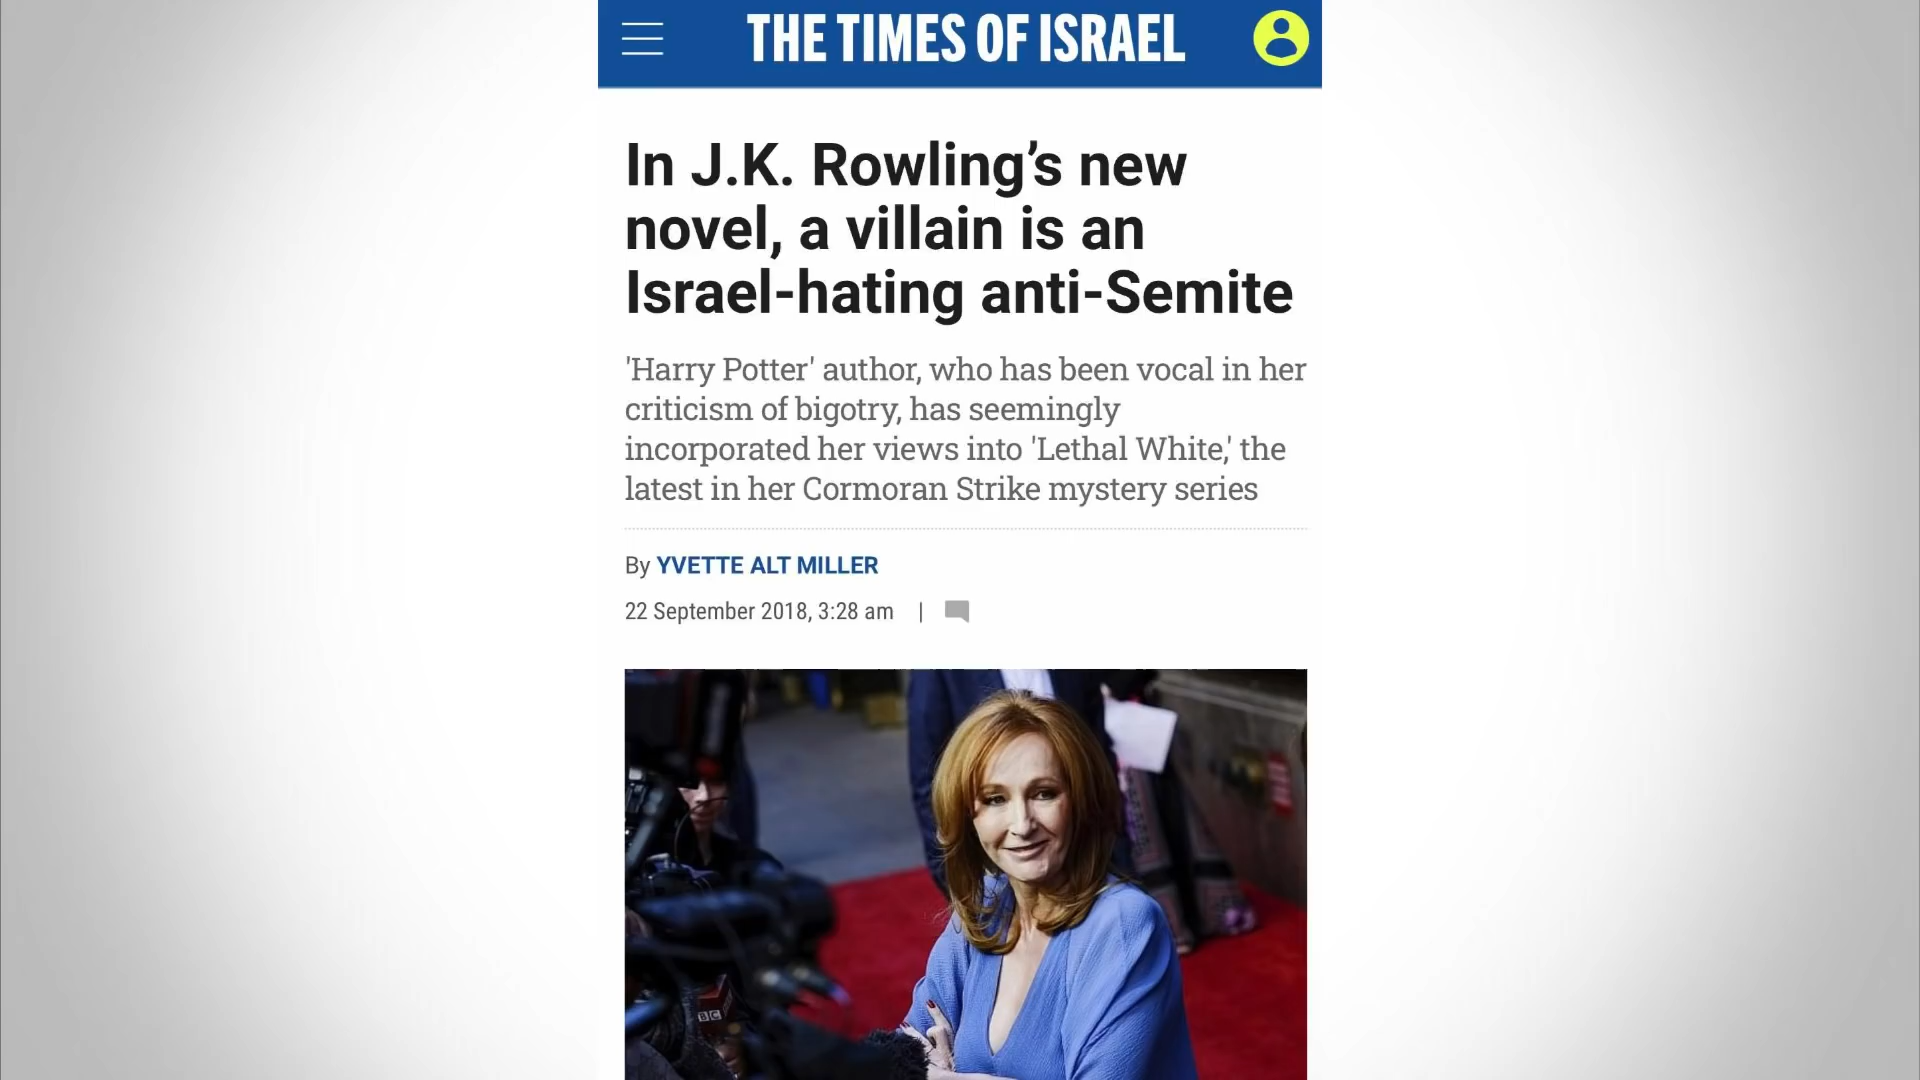 THE TIMES OF ISRAEL
In J.K. Rowling’s new
novel, a villain is an
Israel-hating anti-Semite
'Harry Potter' author, who has been vocal in her
criticism of bigotry, has seemingly
incorporated her views into 'Lethal White,' the
latest in her Cormoran Strike mystery series
By YVETTE ALT MILLER
22 September 2018, 3:28 am |
BBC